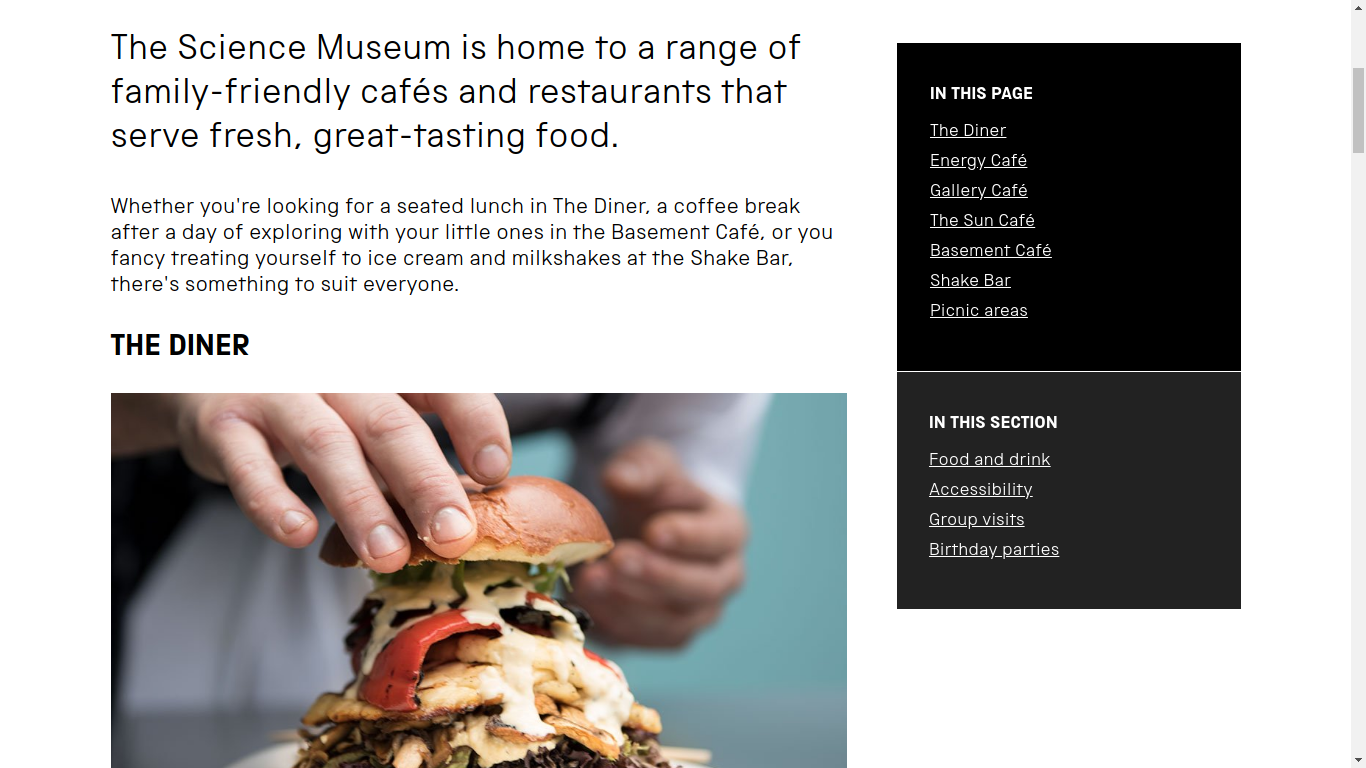 The Science Museum is home to a range of
family-friendly cafés and restaurants that
serve fresh, great-tasting food.
Whether you're looking for a seated lunch in The Diner, a coffee break
after a day of exploring with your little ones in the Basement Café, or you
fancy treating yourself to ice cream and milkshakes at the Shake Bar,
there's something to suit everyone.
THE DINER
IN THIS PAGE
The Diner
Energy Café
Gallery Café
The Sun Café
Basement Café
Shake Bar
Picnic areas
IN THIS SECTION
Food and drink
Accessibility
Group visits
Birthday parties